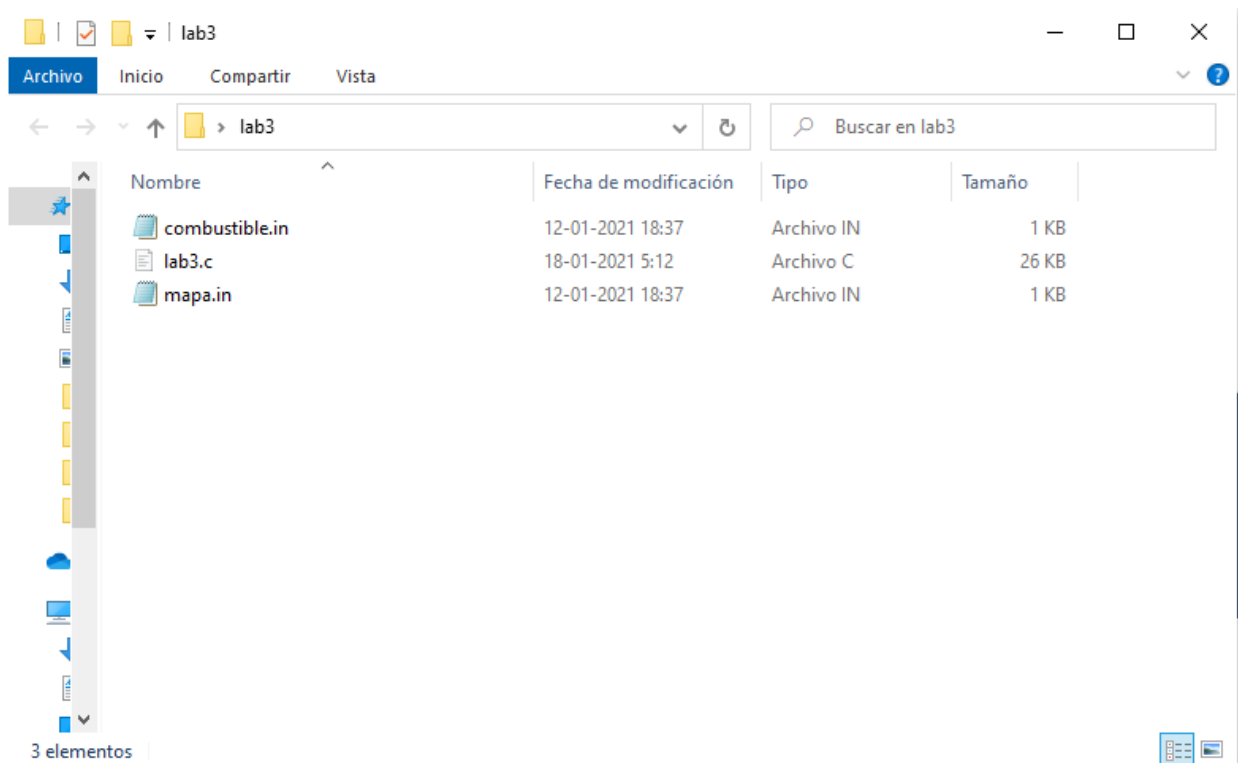 lab3
Archivo Inicio Compartir Vista ?
lab3 Buscar en lab3
Nombre Fecha de modificación Tipo Tamaño
combustible.in 12-01-2021 18:37 Archivo IN 1 KB
lab3.c 18-01-2021 5:12 Archivo C 26 KB
mapa.in 12-01-2021 18:37 Archivo IN 1 KB
3 elementos